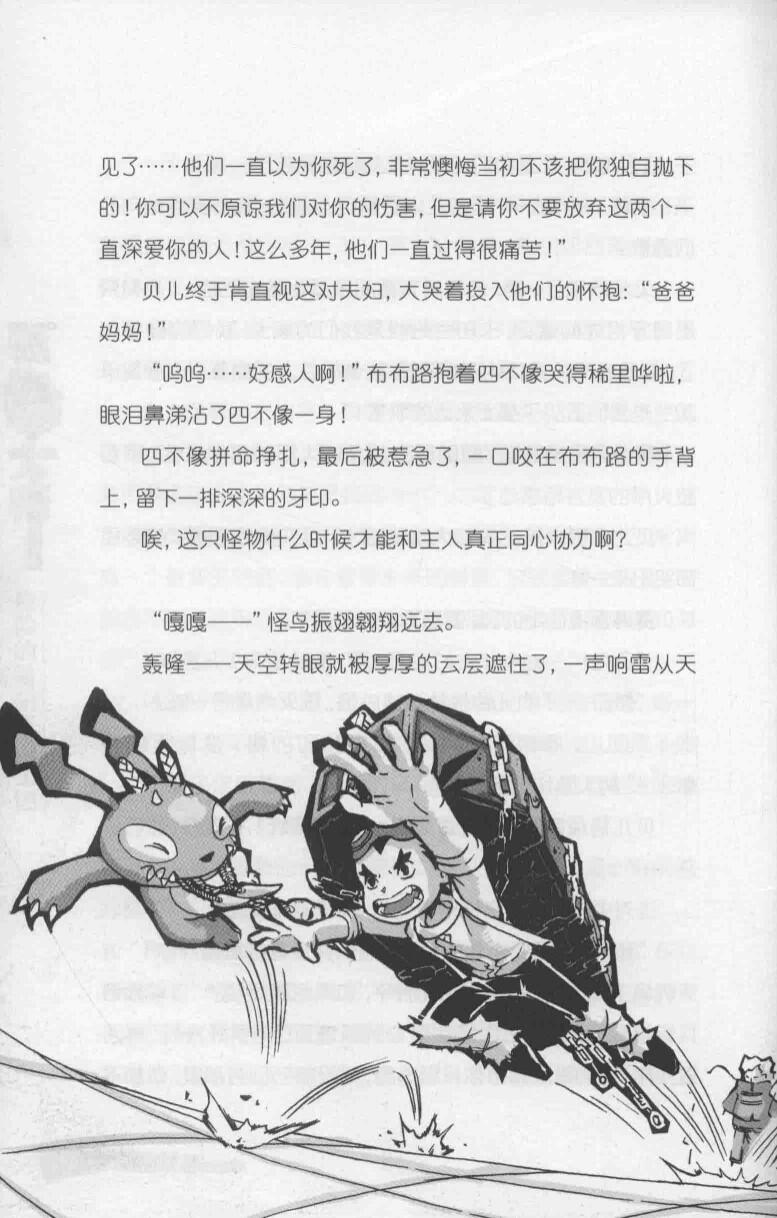 见了……他们一直以为你死了，非常懊悔当初不该把你独自抛下
的！你可以不原谅我们对你的伤害，但是请你不要放弃这两个一
直深爱你的人！这么多年，他们一直过得很痛苦！”
贝儿终于肯直视这对夫妇，大哭着投入他们的怀抱：“爸爸
妈妈！”
“呜呜……好感人啊！”布布路抱着四不像哭得稀里哗啦，
眼泪鼻涕沾了四不像一身！
四不像拼命挣扎，最后被惹急了，一口咬在布布路的手背
上，留下一排深深的牙印。
唉，这只怪物什么时候才能和主人真正同心协力啊？
“嘎嘎——”怪鸟振翅翱翔远去。
轰隆——天空转眼就被厚厚的云层遮住了，一声响雷从天